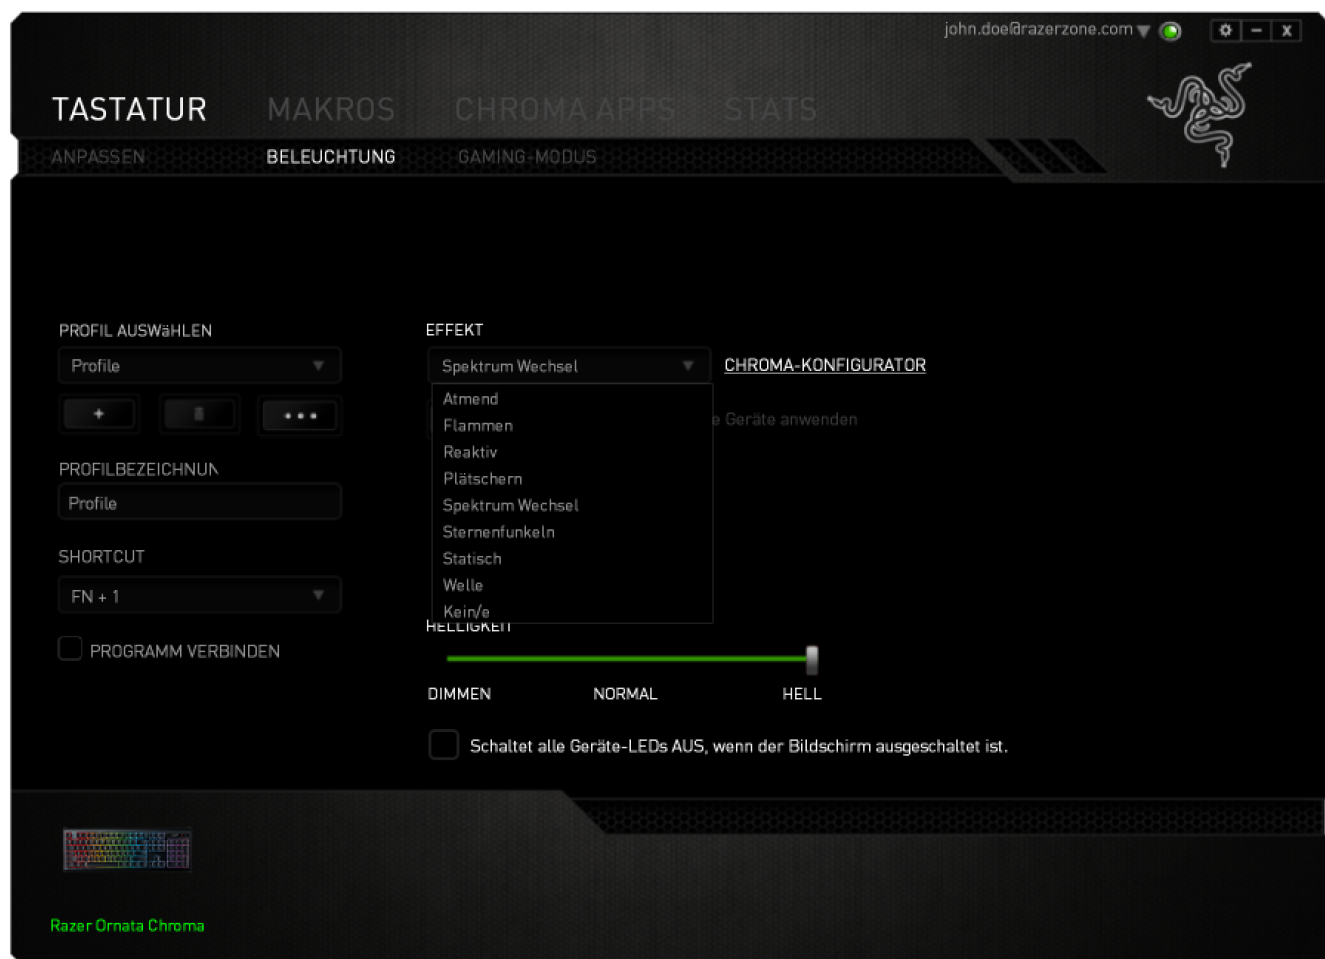 john.doe@razerzone.com
TASTATUR MAKROS CHROMA APPS STATS
ANPASSEN BELEUCHTUNG GAMING-MODUS
PROFIL AUSWäHLEN
Profile
+
PROFILBEZEICHNUN
Profile
SHORTCUT
FN + 1
PROGRAMM VERBINDEN
EFFEKT
Spektrum Wechsel
CHROMA-KONFIGURATOR
Atmend
Flammen
Reaktiv
Plätschern
Spektrum Wechsel
Sternenfunkeln
Statisch
Welle
Kein/e
e Geräte anwenden
HELLIGKEIT
DIMMEN NORMAL HELL
Schaltet alle Geräte-LEDs AUS, wenn der Bildschirm ausgeschaltet ist.
Razer Ornata Chroma